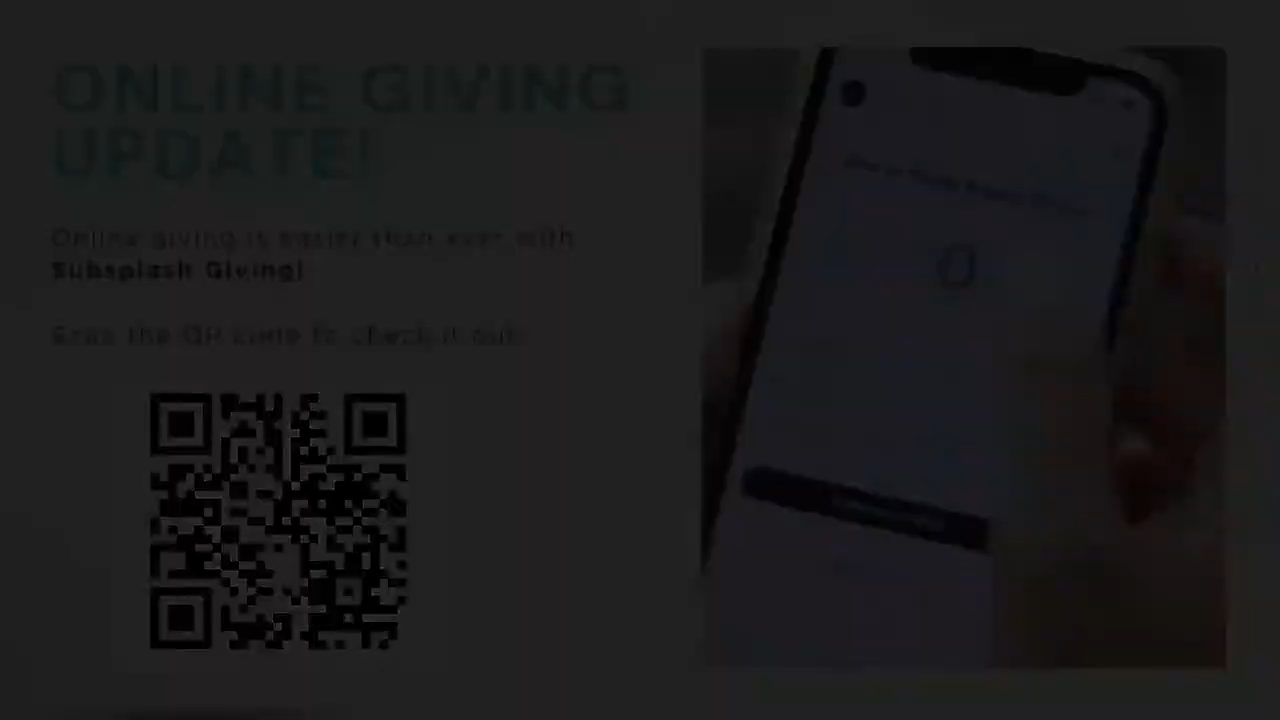 ONLINE GIVING
UPDATE!
Online giving is easier than ever with
Subsplash Giving!
Scan the QR code to check it out.